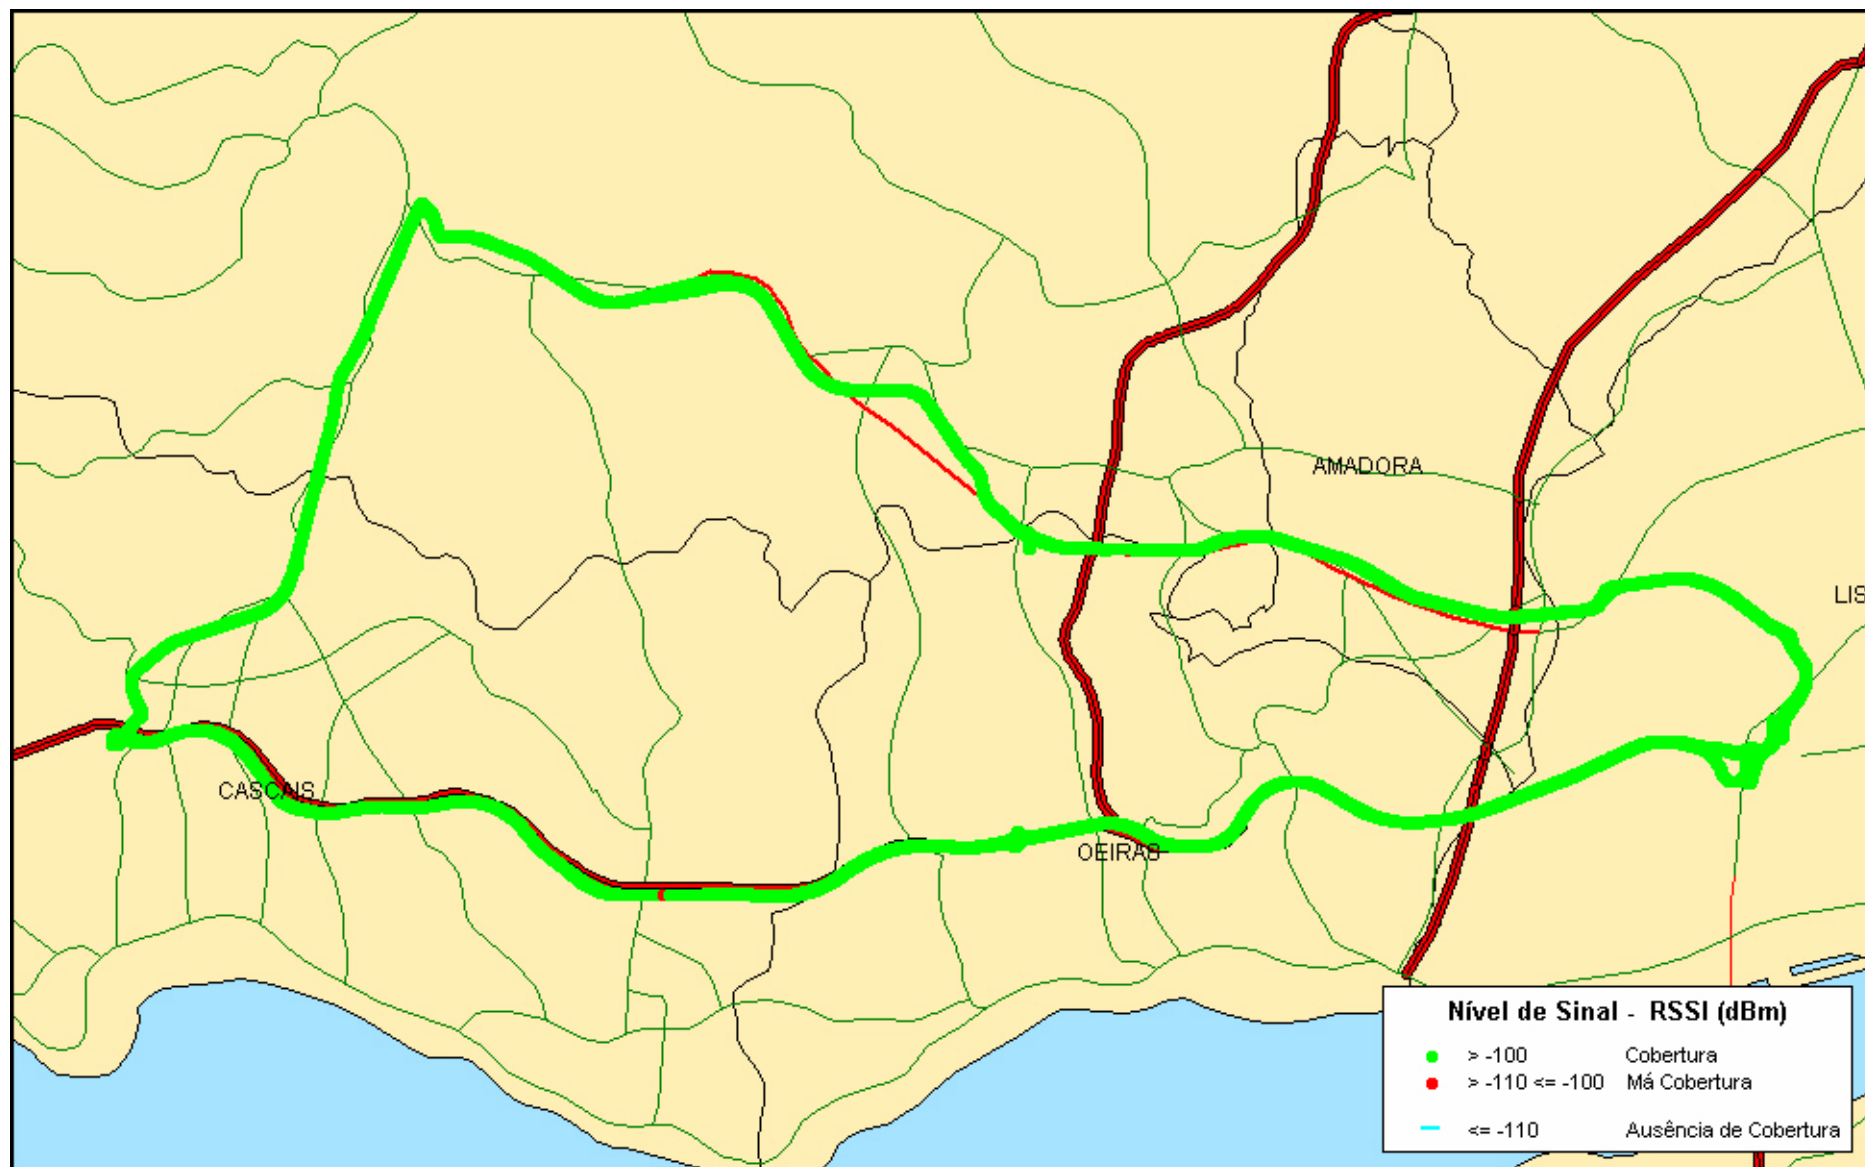 AMADORA
LIS
CASCAIS
OEIRAS
Nível de Sinal - RSSI (dBm)
> -100 Cobertura
> -110 <= -100 Má Cobertura
<= -110 Ausência de Cobertura